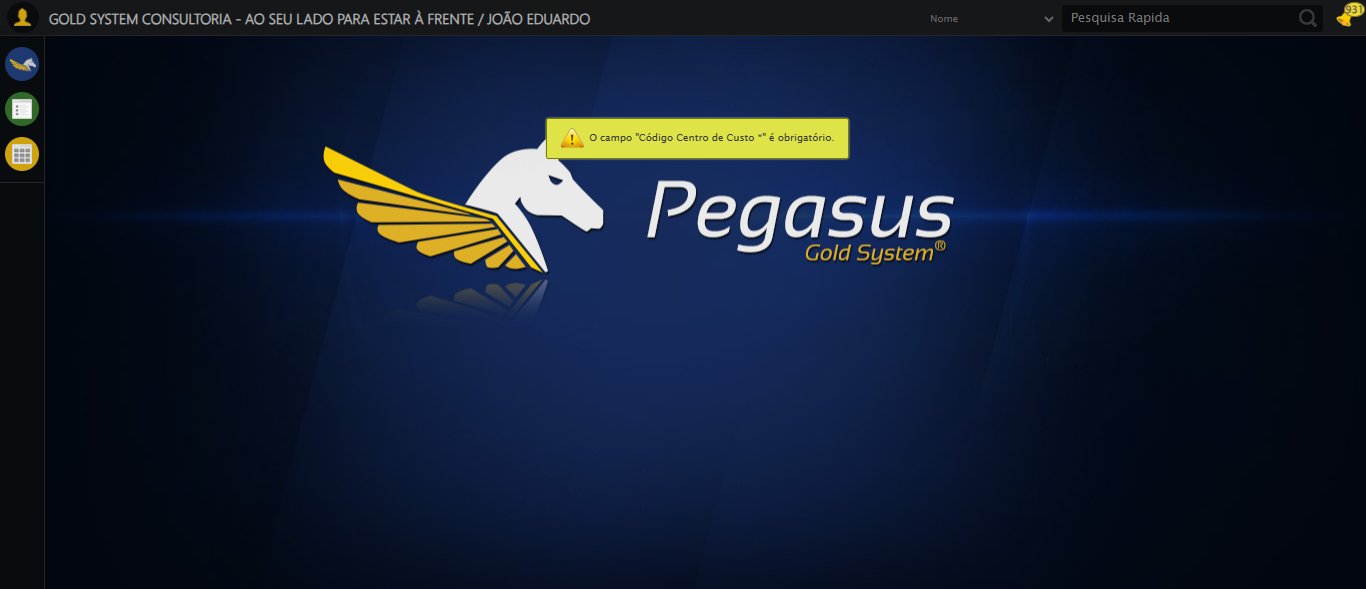 GOLD SYSTEM CONSULTORIA - AO SEU LADO PARA ESTAR À FRENTE / JOÃO EDUARDO
Nome
Pesquisa Rapida
931
O campo "Código Centro de Custo *" é obrigatório.
Pegasus
Gold System®